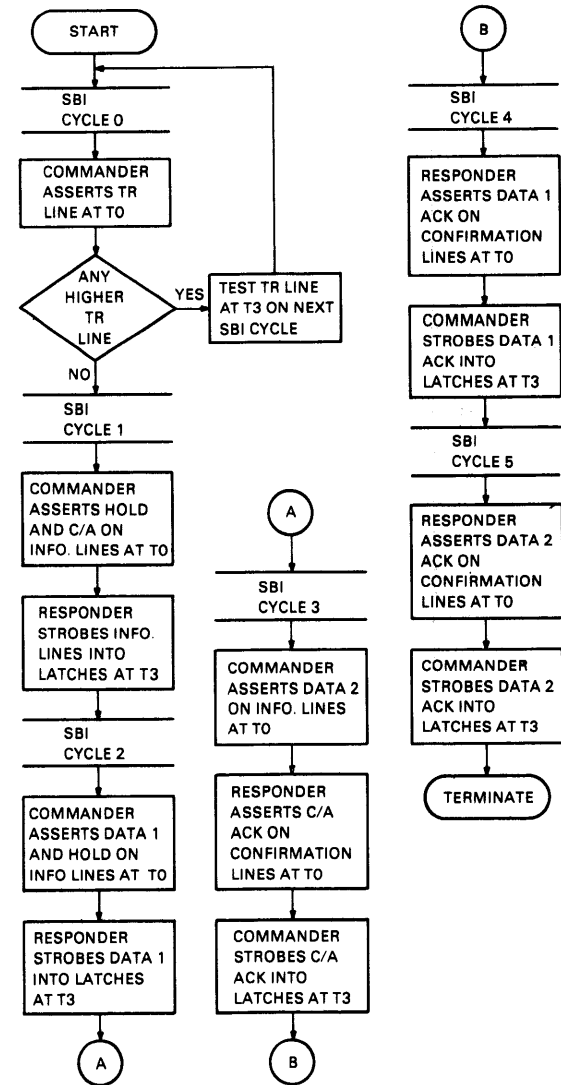 START
SBI
CYCLE 0
COMMANDER
ASSERTS TR
LINE AT T0
ANY
HIGHER
TR
LINE
YES
TEST TR LINE
AT T3 ON NEXT
SBI CYCLE
NO
SBI
CYCLE 1
COMMANDER
ASSERTS HOLD
AND C/A ON
INFO. LINES AT T0
RESPONDER
STROBES INFO.
LINES INTO
LATCHES AT T3
SBI
CYCLE 2
COMMANDER
ASSERTS DATA 1
AND HOLD ON
INFO LINES AT T0
RESPONDER
STROBES DATA 1
INTO LATCHES
AT T3
A
A
SBI
CYCLE 3
COMMANDER
ASSERTS DATA 2
ON INFO. LINES
AT T0
RESPONDER
ASSERTS C/A
ACK ON
CONFIRMATION
LINES AT T0
COMMANDER
STROBES C/A
ACK INTO
LATCHES AT T3
B
B
SBI
CYCLE 4
RESPONDER
ASSERTS DATA 1
ACK ON
CONFIRMATION
LINES AT T0
COMMANDER
STROBES DATA 1
ACK INTO
LATCHES AT T3
SBI
CYCLE 5
RESPONDER
ASSERTS DATA 2
ACK ON
CONFIRMATION
LINES AT T0
COMMANDER
STROBES DATA 2
ACK INTO
LATCHES AT T3
TERMINATE